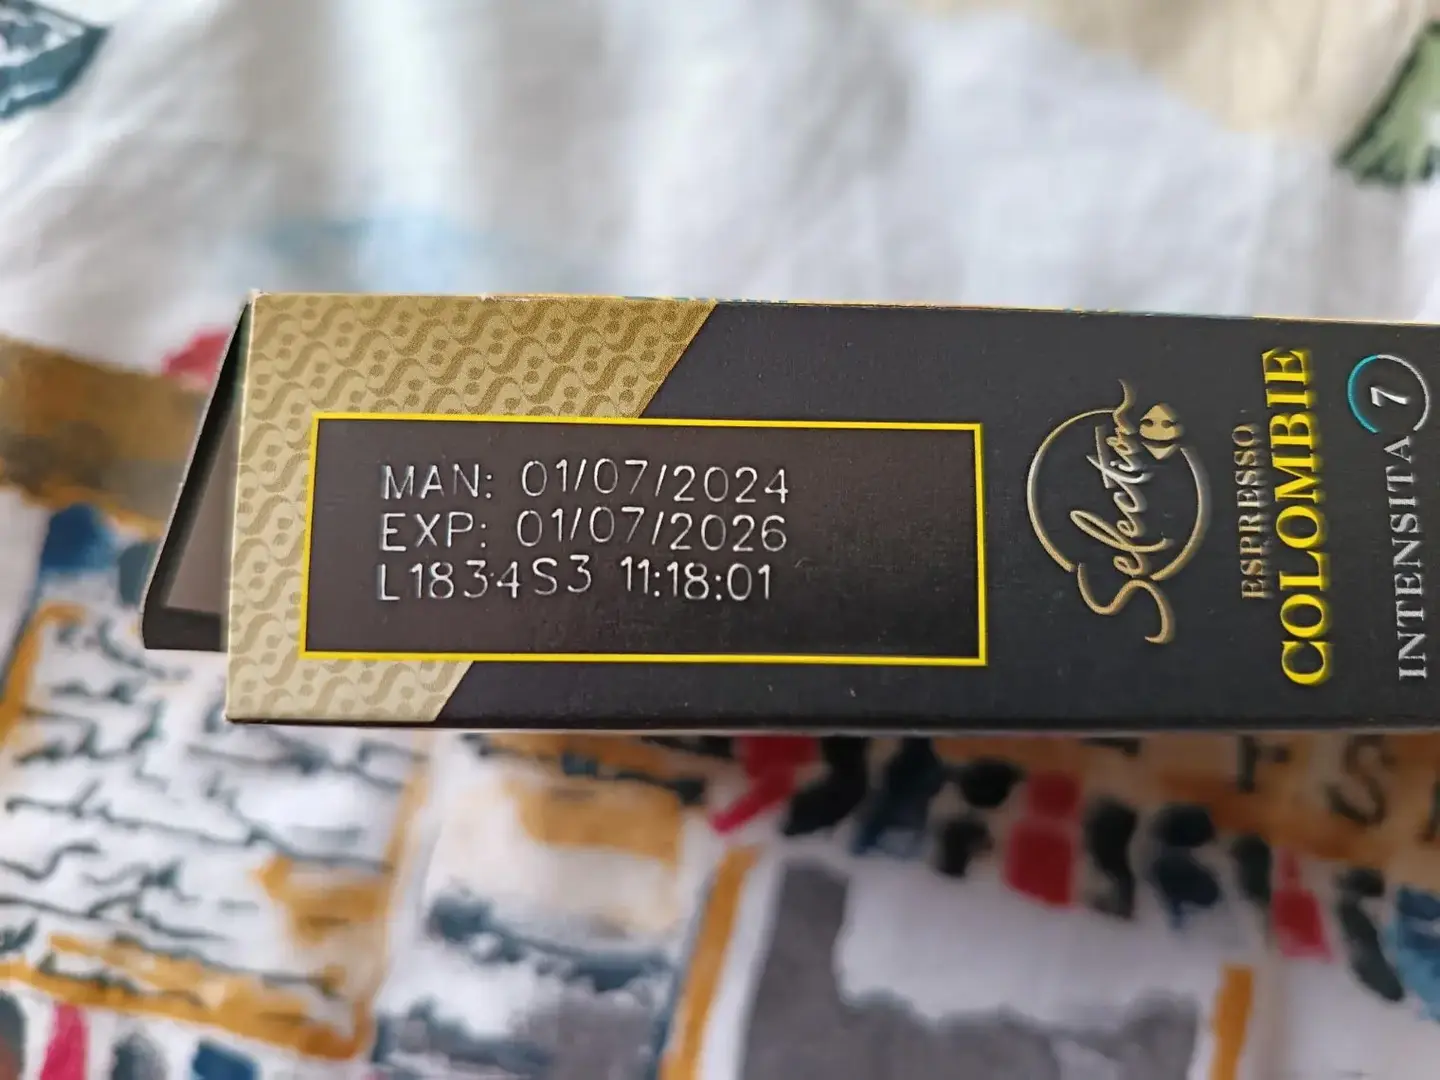 MAN: 01/07/2024
EXP: 01/07/2026
L1834S3 11:18:01
Selection
ESPRESSO
COLOMBIE
INTENSITA 7